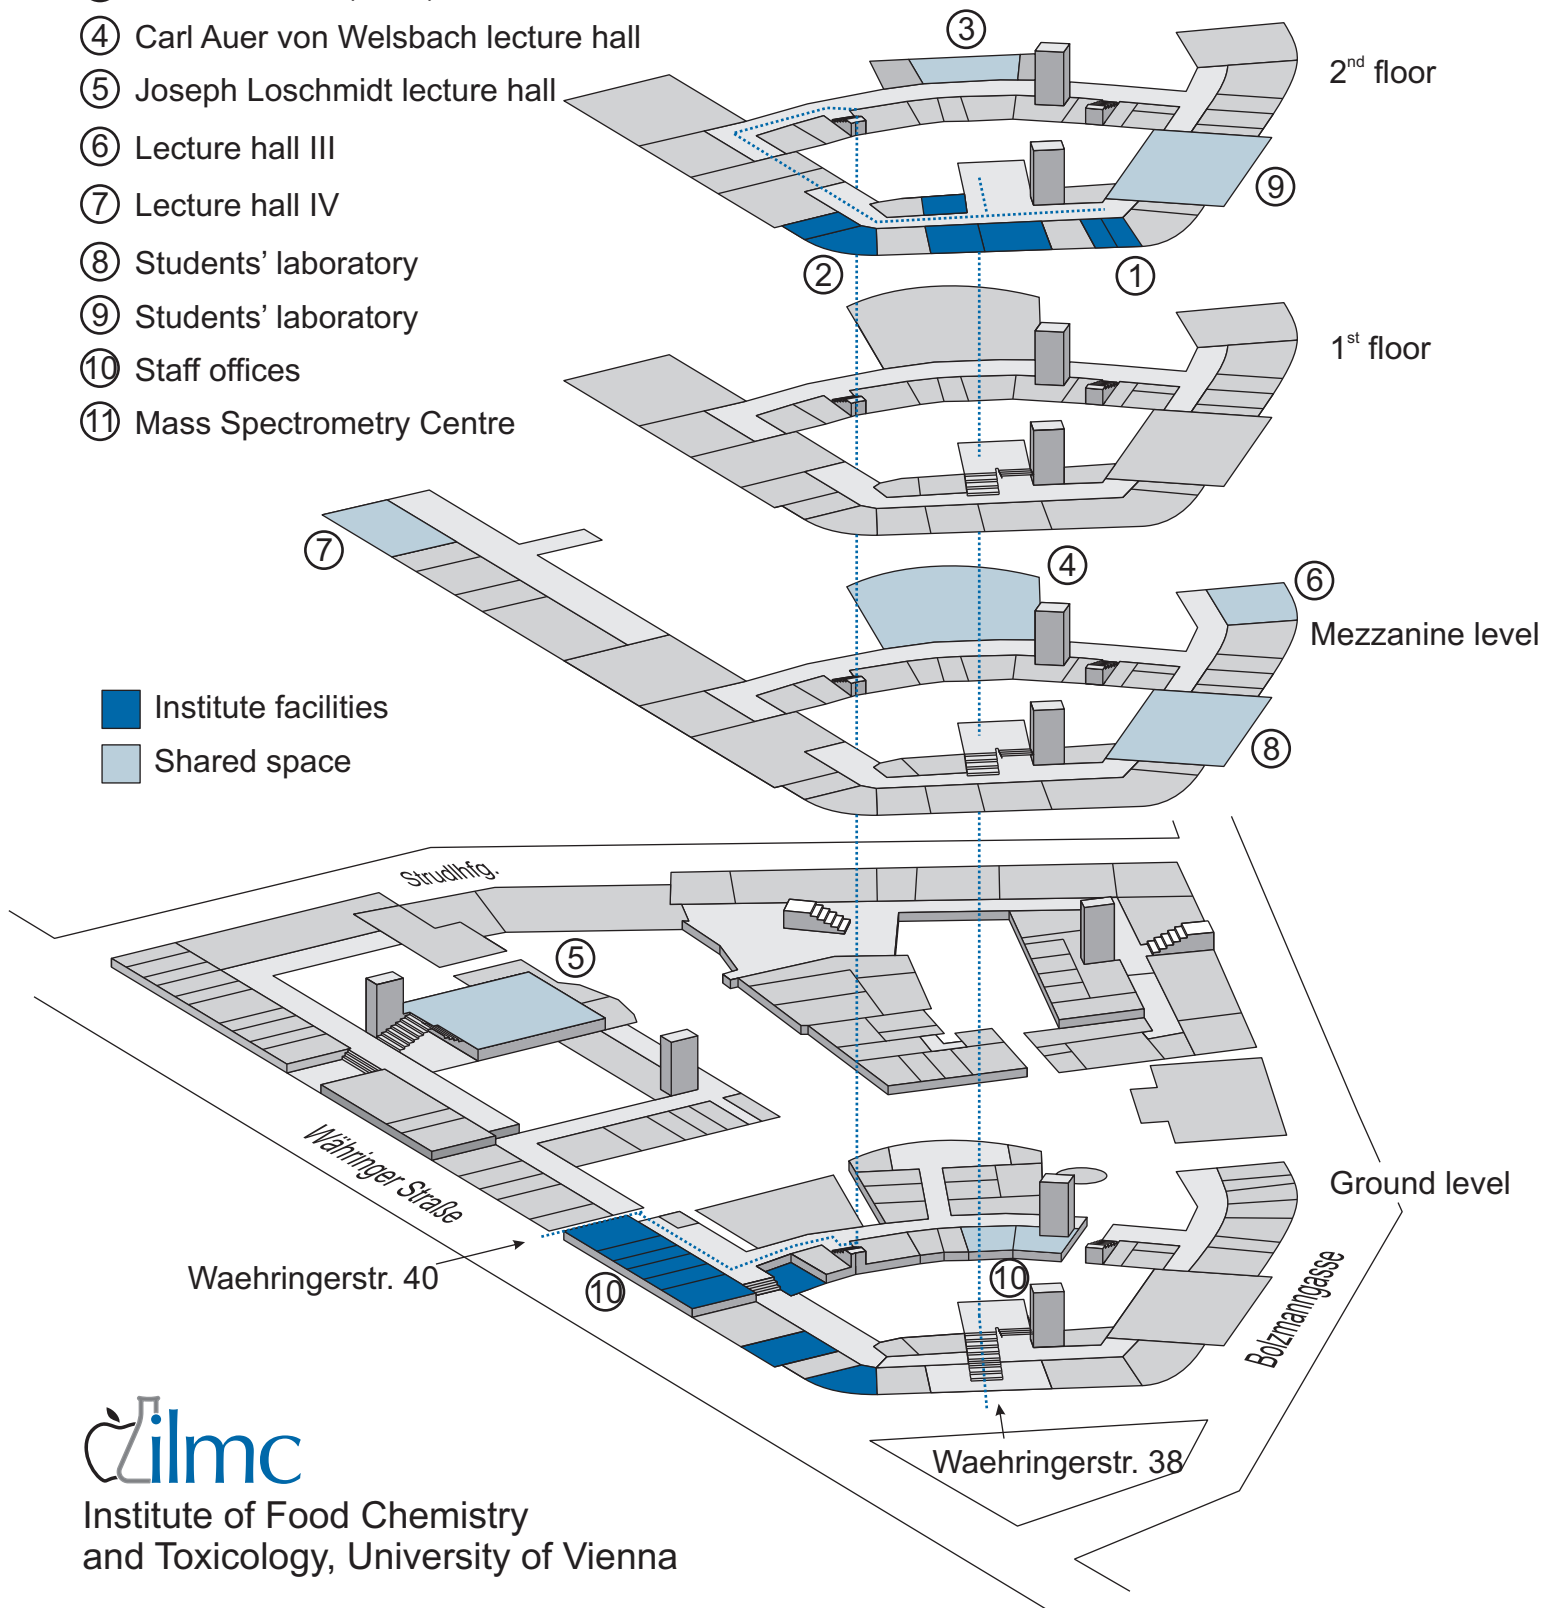 4 Carl Auer von Welsbach lecture hall
5 Joseph Loschmidt lecture hall
6 Lecture hall III
7 Lecture hall IV
8 Students’ laboratory
9 Students’ laboratory
10 Staff offices
11 Mass Spectrometry Centre
3
2nd floor
9
2
1
1st floor
7
4
6
Mezzanine level
8
Institute facilities
Shared space
Strudlhfg.
5
Währinger Straße
Ground level
Waehringerstr. 40
10
10
Bolzmanngasse
Waehringerstr. 38
ilmc
Institute of Food Chemistry
and Toxicology, University of Vienna